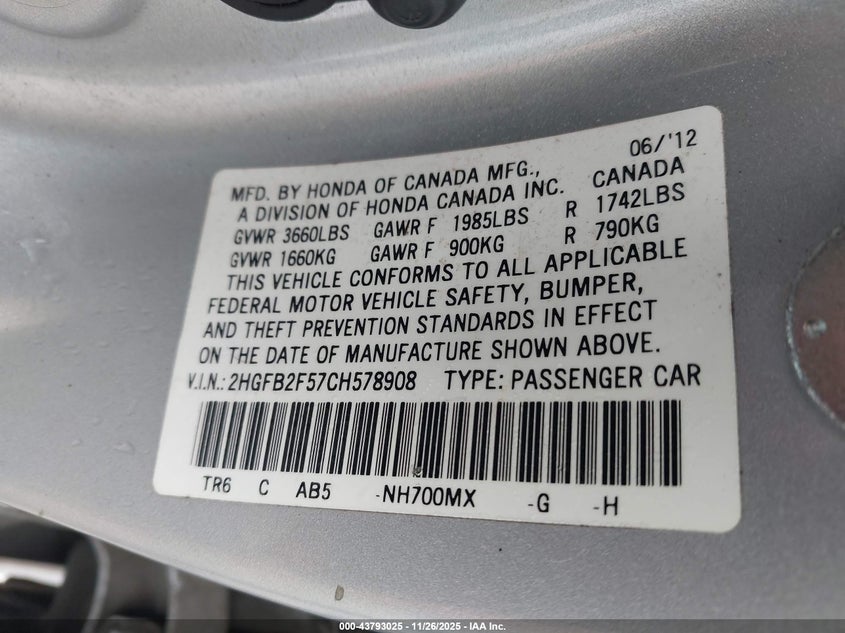 06/'12
MFD. BY HONDA OF CANADA MFG., CANADA
A DIVISION OF HONDA CANADA INC.
GVWR 3660LBS GAWR F 1985LBS R 1742LBS
GVWR 1660KG GAWR F 900KG R 790KG
THIS VEHICLE CONFORMS TO ALL APPLICABLE
FEDERAL MOTOR VEHICLE SAFETY, BUMPER,
AND THEFT PREVENTION STANDARDS IN EFFECT
ON THE DATE OF MANUFACTURE SHOWN ABOVE.
V.I.N.: 2HGFB2F57CH578908 TYPE: PASSENGER CAR
TR6 C AB5 -NH700MX -G -H
000-43793025 - 11/26/2025 - IAA Inc.